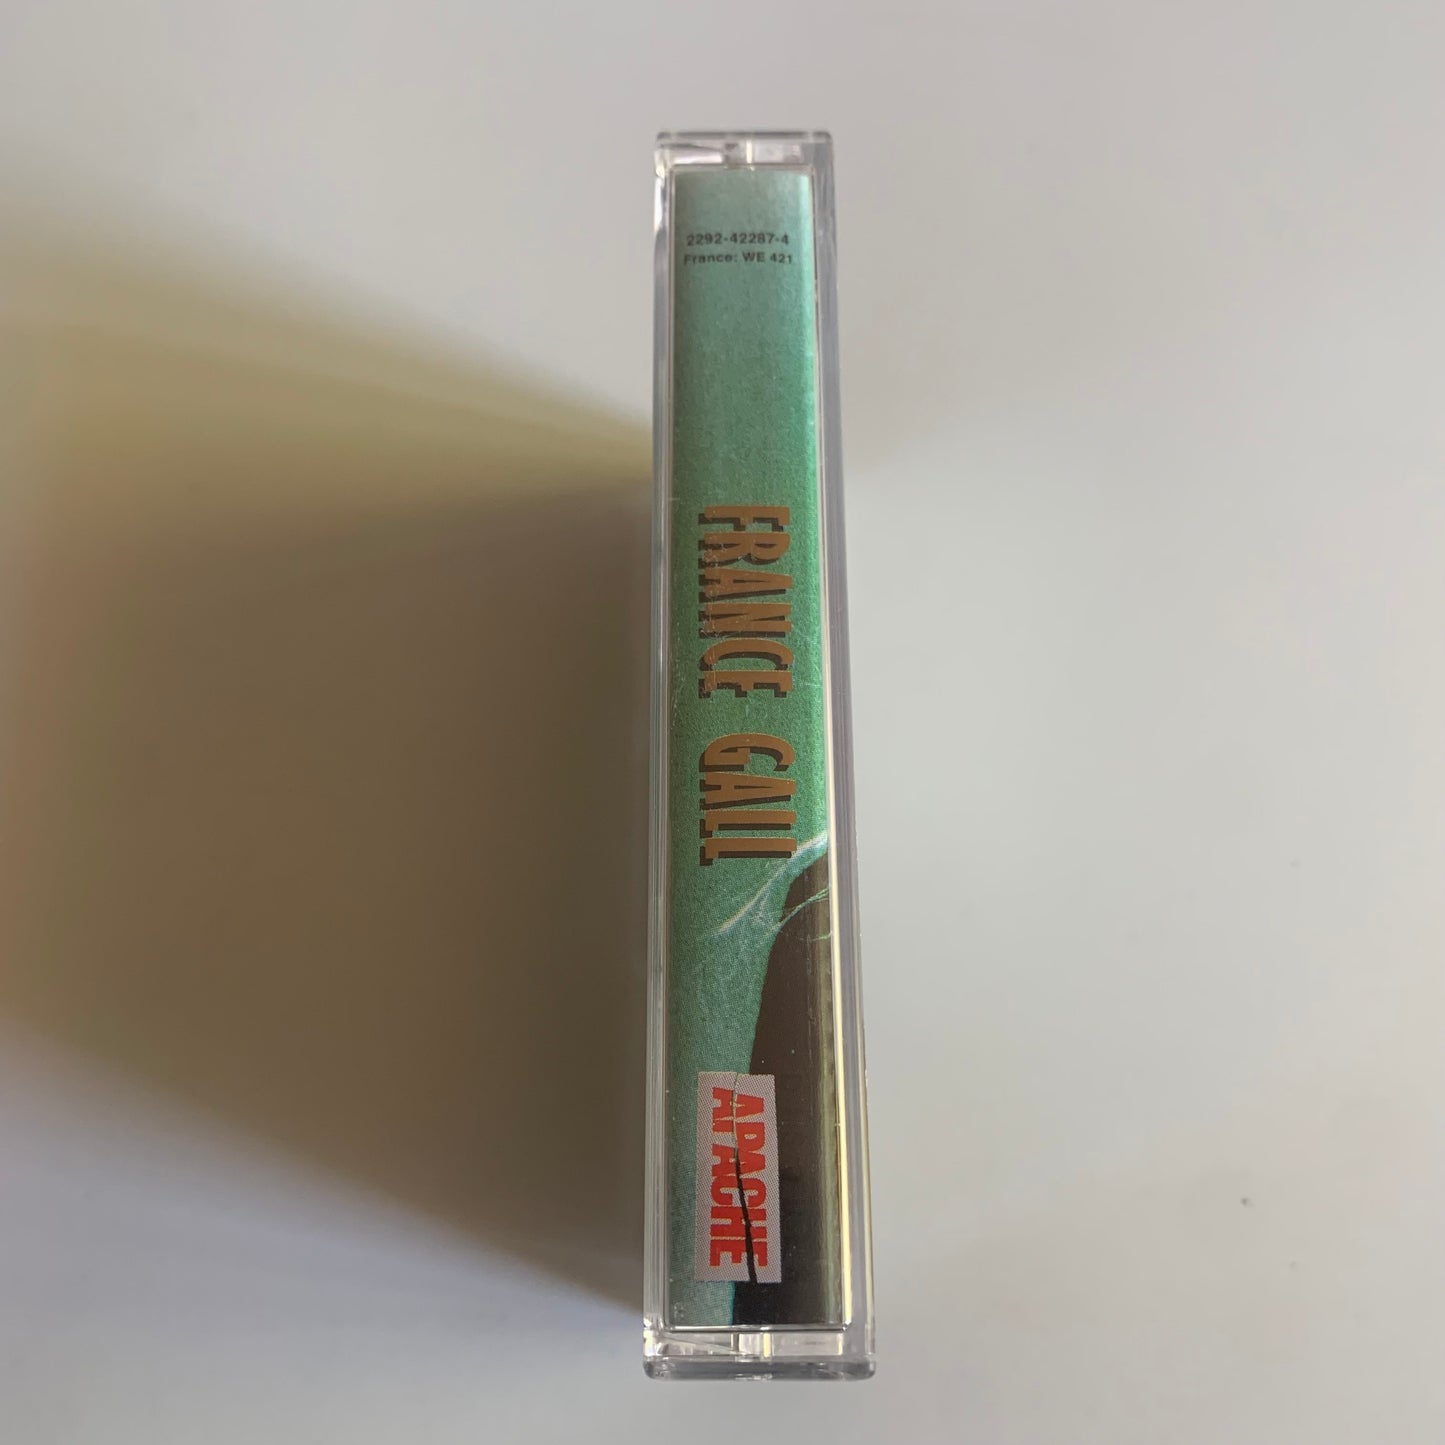 2292-42287-4
France: WE 421
FRANCE GALL
APACHE